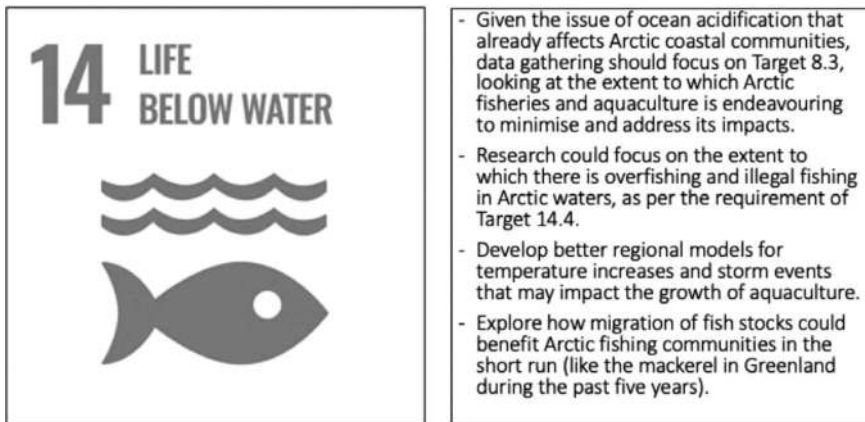 14 LIFE
BELOW WATER
- Given the issue of ocean acidification that
already affects Arctic coastal communities,
data gathering should focus on Target 8.3,
looking at the extent to which Arctic
fisheries and aquaculture is endeavouring
to minimise and address its impacts.
- Research could focus on the extent to
which there is overfishing and illegal fishing
in Arctic waters, as per the requirement of
Target 14.4.
- Develop better regional models for
temperature increases and storm events
that may impact the growth of aquaculture.
- Explore how migration of fish stocks could
benefit Arctic fishing communities in the
short run (like the mackerel in Greenland
during the past five years).